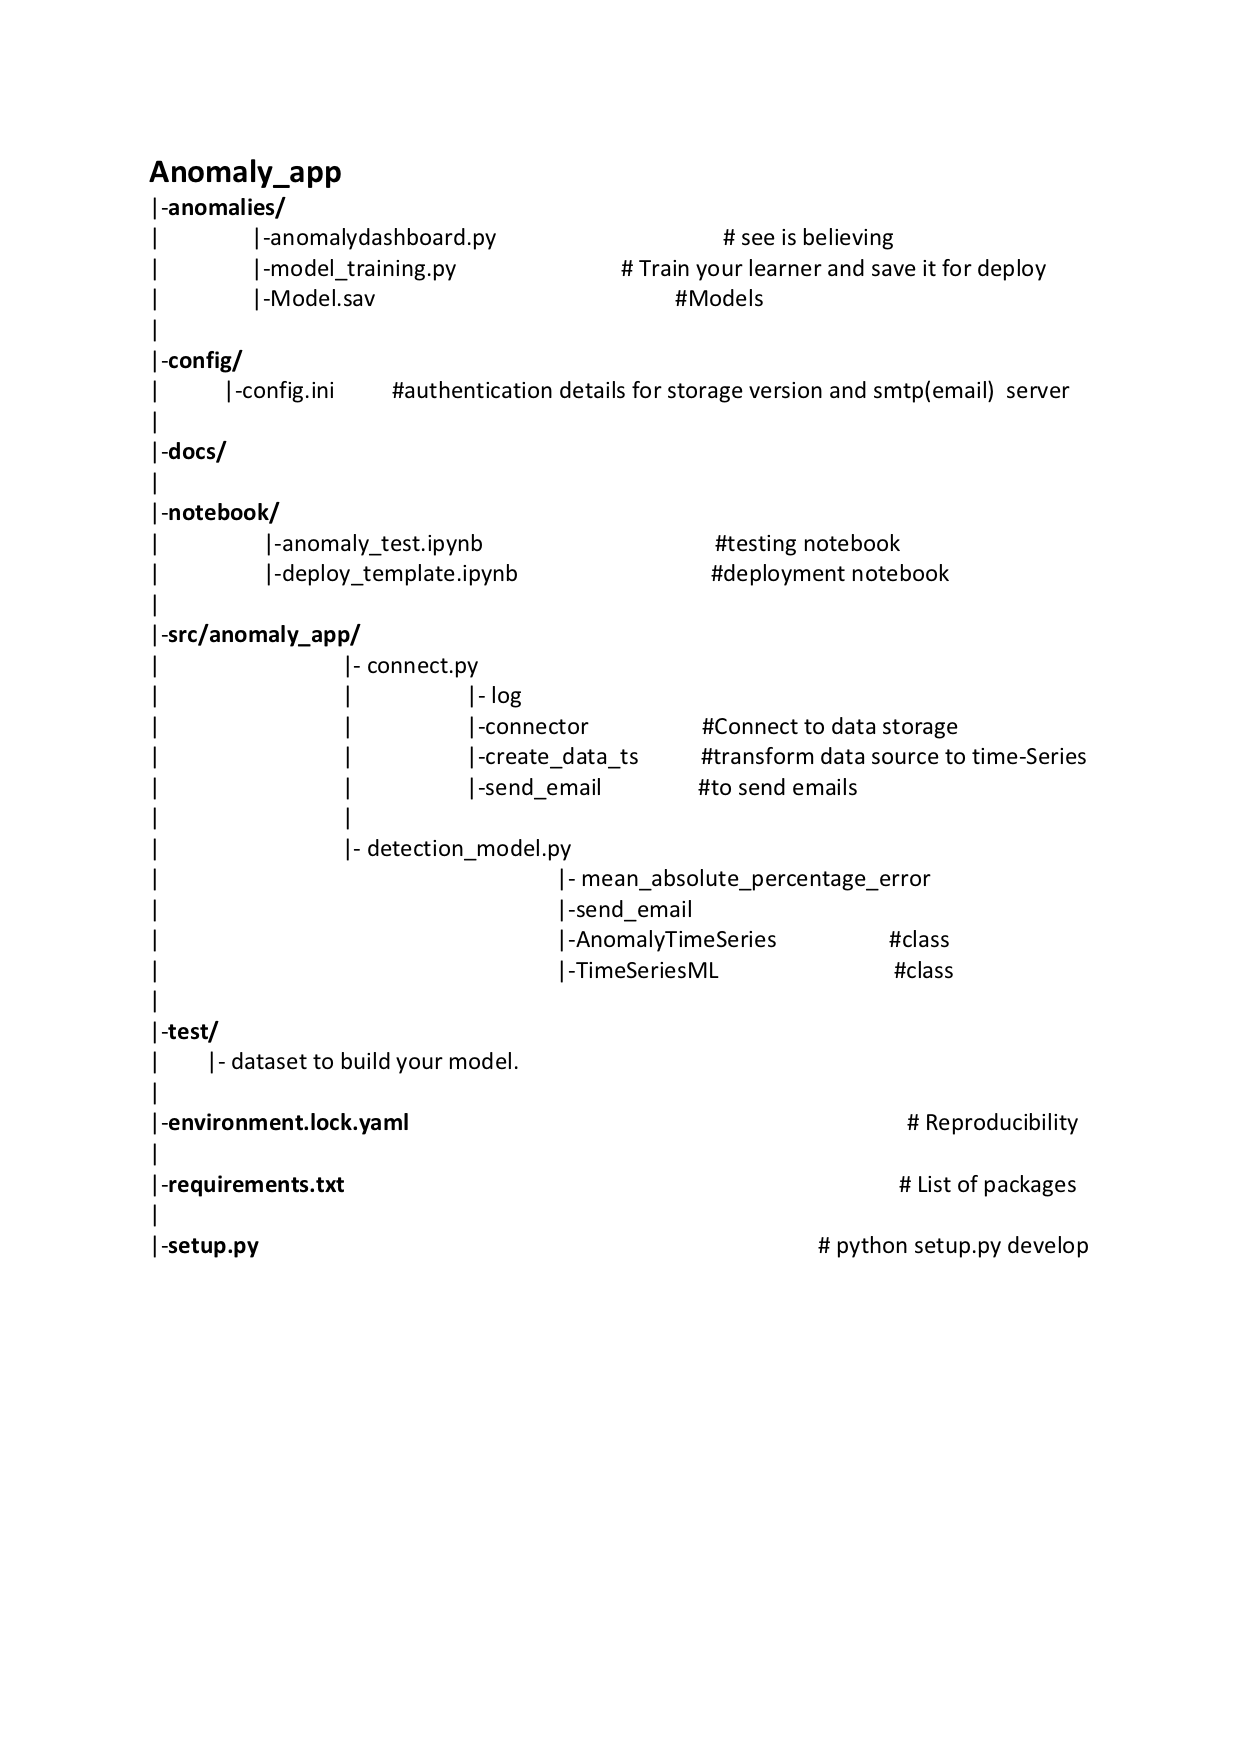 Anomaly_app
|-anomalies/
| |-anomalydashboard.py # see is believing
| |-model_training.py # Train your learner and save it for deploy
| |-Model.sav #Models
|
|-config/
| |-config.ini #authentication details for storage version and smtp(email) server
|
|-docs/
|
|-notebook/
| |-anomaly_test.ipynb #testing notebook
| |-deploy_template.ipynb #deployment notebook
|
|-src/anomaly_app/
| |- connect.py
| | |- log
| | |-connector #Connect to data storage
| | |-create_data_ts #transform data source to time-Series
| | |-send_email #to send emails
| |
| |- detection_model.py
| |- mean_absolute_percentage_error
| |-send_email
| |-AnomalyTimeSeries #class
| |-TimeSeriesML #class
|
|-test/
| |- dataset to build your model.
|
|-environment.lock.yaml # Reproducibility
|
|-requirements.txt # List of packages
|
|-setup.py # python setup.py develop